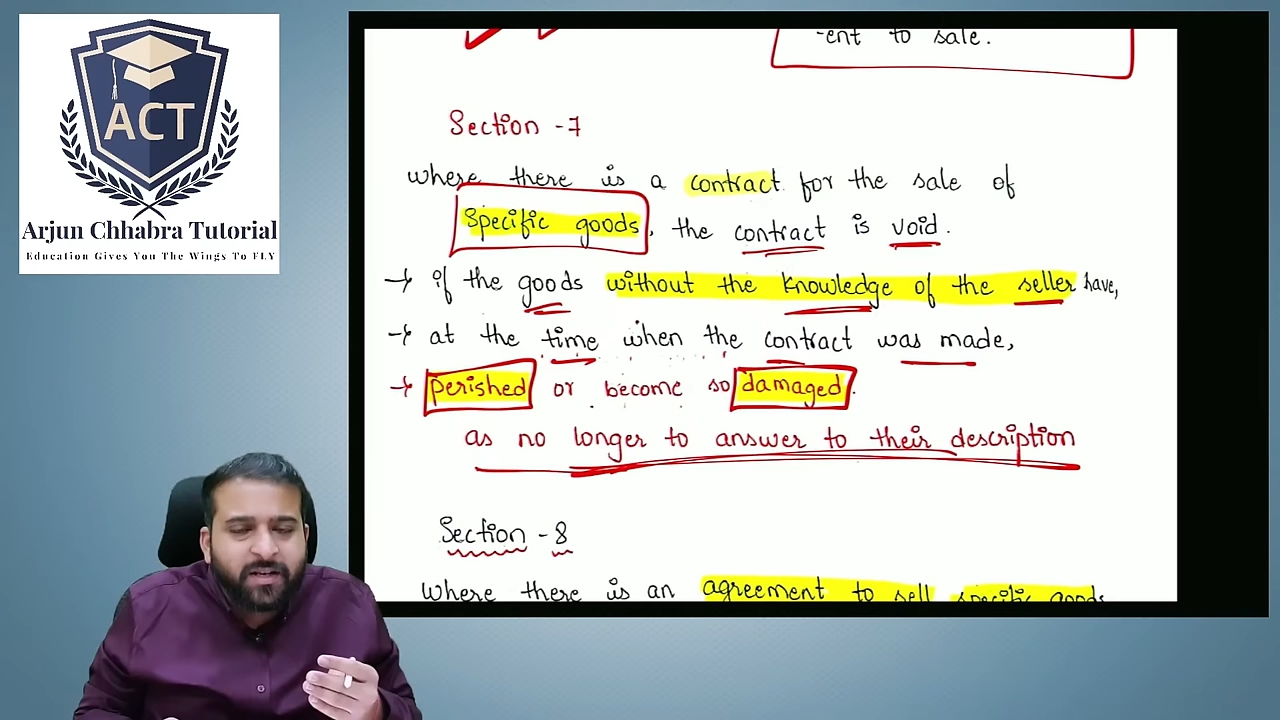 ACT
Arjun Chhabra Tutorial
Education Gives You The Wings To FLY
-ent to sale.
Section -7
where there is a contract for the sale of
Specific goods, the contract is void.
→ if the goods without the knowledge of the seller have,
→ at the time when the contract was made,
→ perished or become so damaged.
as no longer to answer to their description
Section - 8
where there is an agreement to sell specific goods